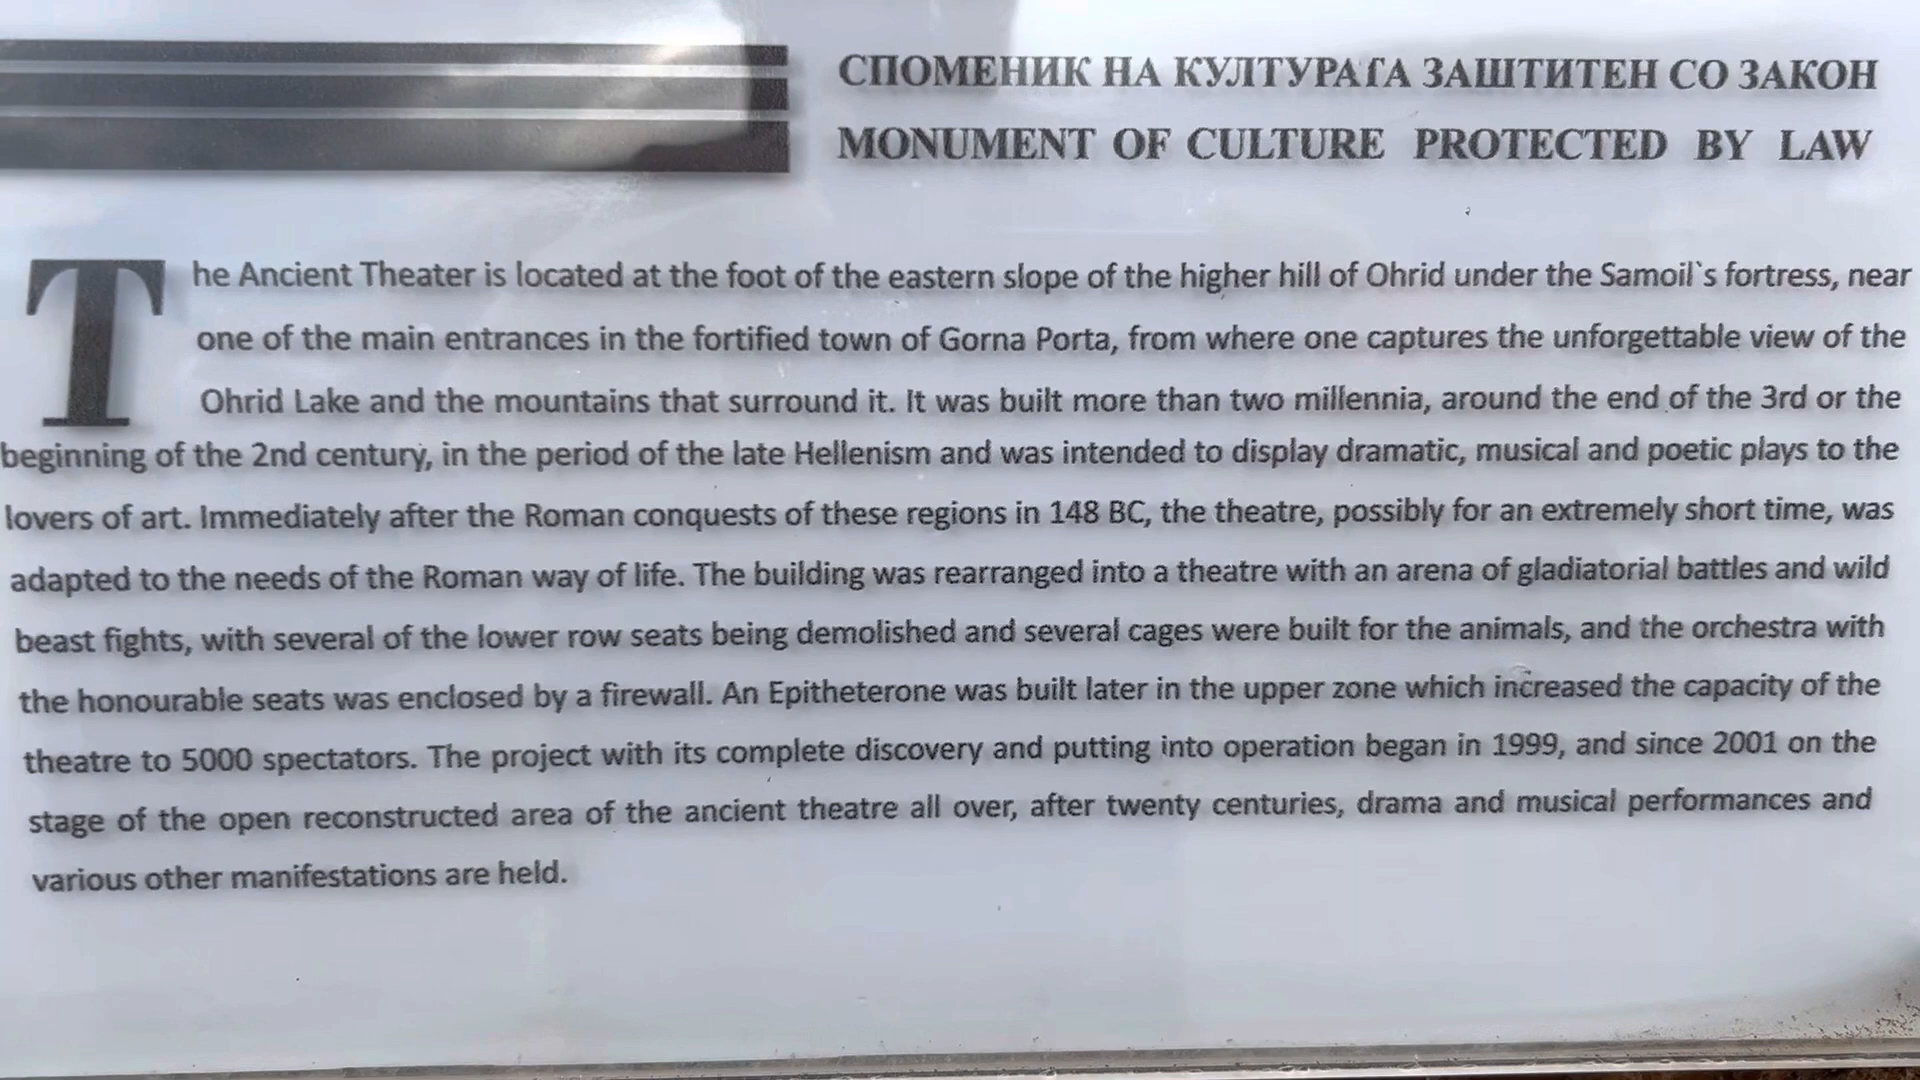 СПОМЕНИК НА КУЛТУРАТА ЗАШТИТЕН СО ЗАКОН
MONUMENT OF CULTURE PROTECTED BY LAW
The Ancient Theater is located at the foot of the eastern slope of the higher hill of Ohrid under the Samoil`s fortress, near
one of the main entrances in the fortified town of Gorna Porta, from where one captures the unforgettable view of the
Ohrid Lake and the mountains that surround it. It was built more than two millennia, around the end of the 3rd or the
beginning of the 2nd century, in the period of the late Hellenism and was intended to display dramatic, musical and poetic plays to the
lovers of art. Immediately after the Roman conquests of these regions in 148 BC, the theatre, possibly for an extremely short time, was
adapted to the needs of the Roman way of life. The building was rearranged into a theatre with an arena of gladiatorial battles and wild
beast fights, with several of the lower row seats being demolished and several cages were built for the animals, and the orchestra with
the honourable seats was enclosed by a firewall. An Epitheterone was built later in the upper zone which increased the capacity of the
theatre to 5000 spectators. The project with its complete discovery and putting into operation began in 1999, and since 2001 on the
stage of the open reconstructed area of the ancient theatre all over, after twenty centuries, drama and musical performances and
various other manifestations are held.